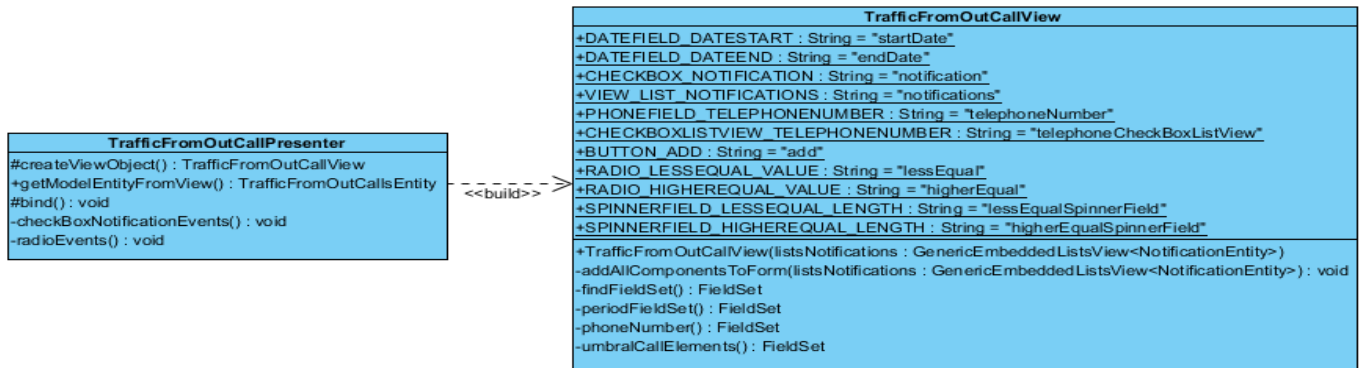 TrafficFromOutCallPresenter
#createViewObject() : TrafficFromOutCallView
+getModelEntityFromView() : TrafficFromOutCallsEntity
#bind() : void
-checkBoxNotificationEvents() : void
-radioEvents() : void
<<build>>
TrafficFromOutCallView
+DATEFIELD_DATESTART : String = "startDate"
+DATEFIELD_DATEEND : String = "endDate"
+CHECKBOX_NOTIFICATION : String = "notification"
+VIEW_LIST_NOTIFICATIONS : String = "notifications"
+PHONEFIELD_TELEPHONENUMBER : String = "telephoneNumber"
+CHECKBOXLISTVIEW_TELEPHONENUMBER : String = "telephoneCheckBoxListView"
+BUTTON_ADD : String = "add"
+RADIO_LESSEQUAL_VALUE : String = "lessEqual"
+RADIO_HIGHEREQUAL_VALUE : String = "higherEqual"
+SPINNERFIELD_LESSEQUAL_LENGTH : String = "lessEqualSpinnerField"
+SPINNERFIELD_HIGHEREQUAL_LENGTH : String = "higherEqualSpinnerField"
+TrafficFromOutCallView(listsNotifications : GenericEmbeddedListsView<NotificationEntity>)
-addAllComponentsToForm(listsNotifications : GenericEmbeddedListsView<NotificationEntity>) : void
-findFieldSet() : FieldSet
-periodFieldSet() : FieldSet
-phoneNumber() : FieldSet
-umbralCallElements() : FieldSet